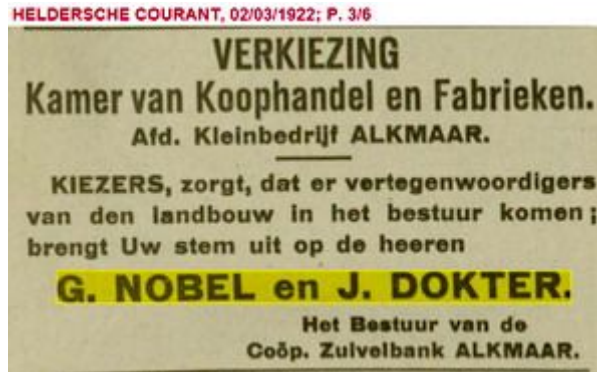 HELDERSCHE COURANT, 02/03/1922; P. 3/6
VERKIEZING
Kamer van Koophandel en Fabrieken.
Afd. Kleinbedrijf ALKMAAR.
KIEZERS, zorgt, dat er vertegenwoordigers
van den landbouw in het bestuur komen;
brengt Uw stem uit op de heeren
G. NOBEL en J. DOKTER.
Het Bestuur van de
Coöp. Zuivelbank ALKMAAR.